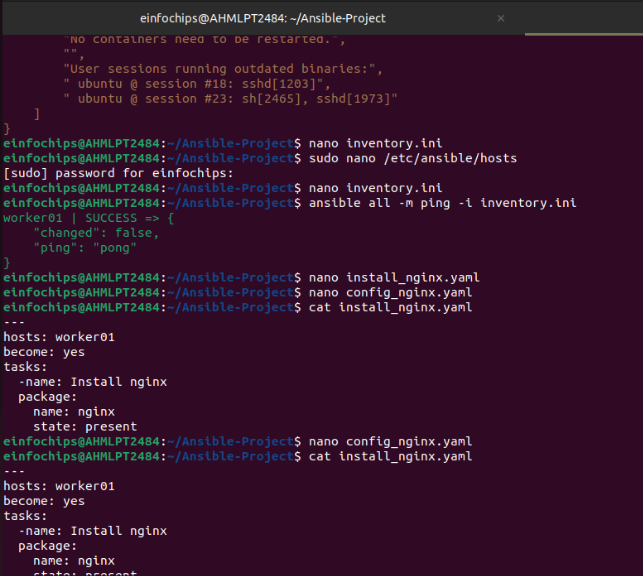 einfochips@AHMLPT2484: ~/Ansible-Project
"No containers need to be restarted.",
"",
"User sessions running outdated binaries:",
" ubuntu @ session #18: sshd[1203]",
" ubuntu @ session #23: sh[2465], sshd[1973]"
]
}
einfochips@AHMLPT2484:~/Ansible-Project$ nano inventory.ini
einfochips@AHMLPT2484:~/Ansible-Project$ sudo nano /etc/ansible/hosts
[sudo] password for einfochips:
einfochips@AHMLPT2484:~/Ansible-Project$ nano inventory.ini
einfochips@AHMLPT2484:~/Ansible-Project$ ansible all -m ping -i inventory.ini
worker01 | SUCCESS => {
"changed": false,
"ping": "pong"
}
einfochips@AHMLPT2484:~/Ansible-Project$ nano install_nginx.yaml
einfochips@AHMLPT2484:~/Ansible-Project$ nano config_nginx.yaml
einfochips@AHMLPT2484:~/Ansible-Project$ cat install_nginx.yaml
---
hosts: worker01
become: yes
tasks:
-name: Install nginx
package:
name: nginx
state: present
einfochips@AHMLPT2484:~/Ansible-Project$ nano config_nginx.yaml
einfochips@AHMLPT2484:~/Ansible-Project$ cat install_nginx.yaml
---
hosts: worker01
become: yes
tasks:
-name: Install nginx
package:
name: nginx
state: present